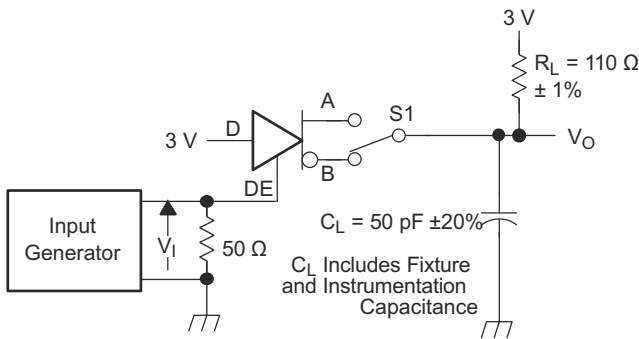 3 V
R_L = 110 Ω
± 1%
A
S1
3 V
D
V_O
B
DE
Input
Generator
V_I
50 Ω
C_L = 50 pF ±20%
C_L Includes Fixture
and Instrumentation
Capacitance